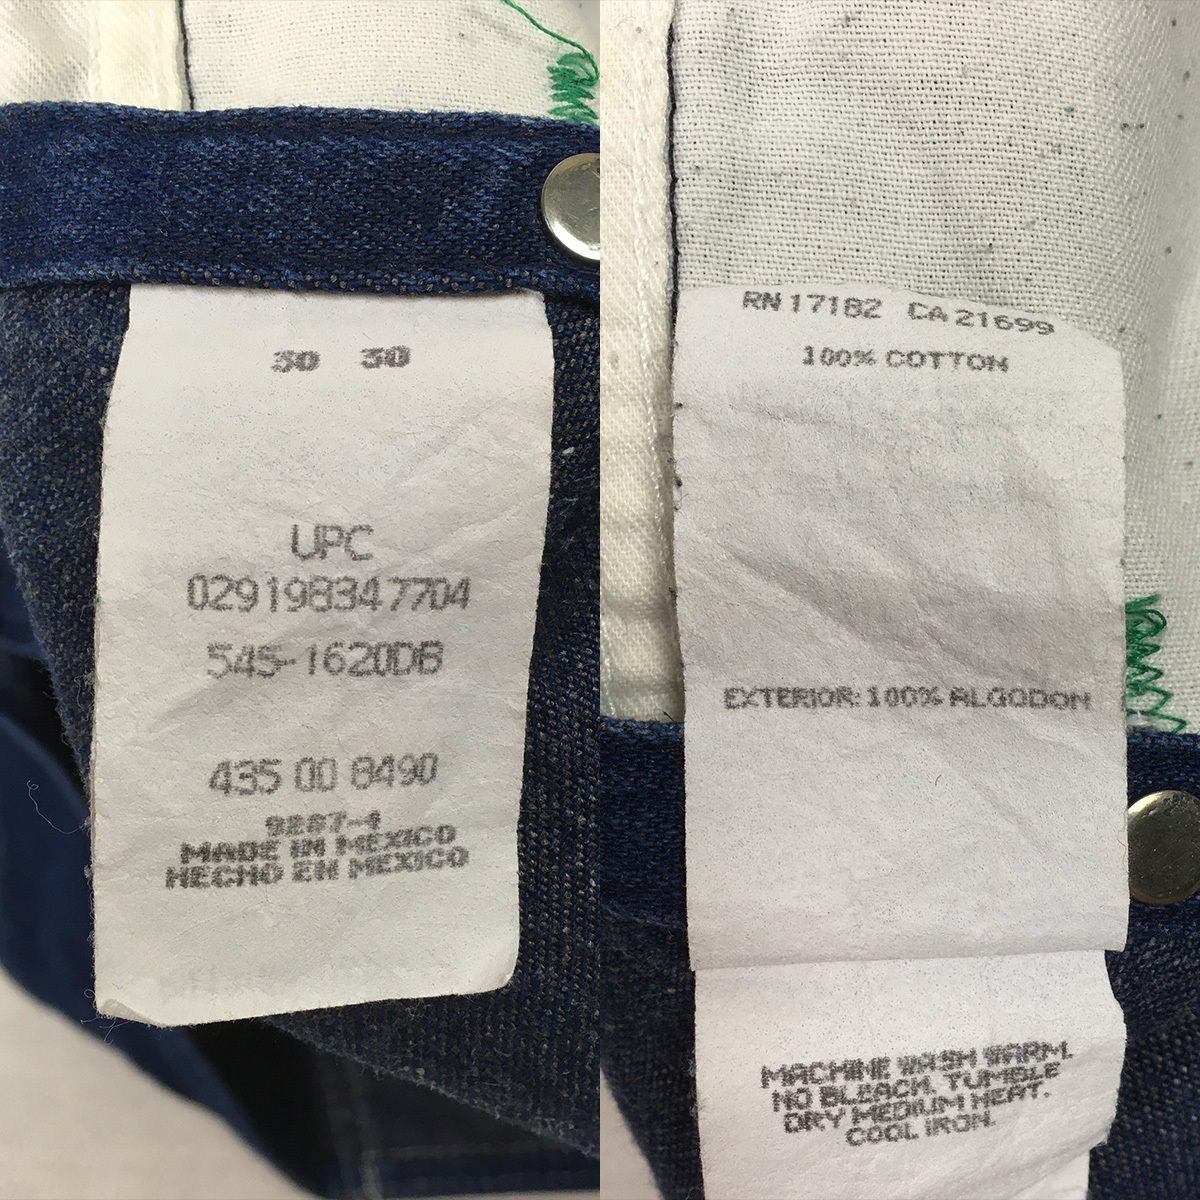 30 30
UPC
029198347704
545-1620DB
435 00 8490
9287-4
MADE IN MEXICO
HECHO EN MEXICO
RN 17182 CA 21699
100% COTTON
EXTERIOR: 100% ALGODON
MACHINE WASH WARM.
NO BLEACH. TUMBLE
DRY MEDIUM HEAT.
COOL IRON.